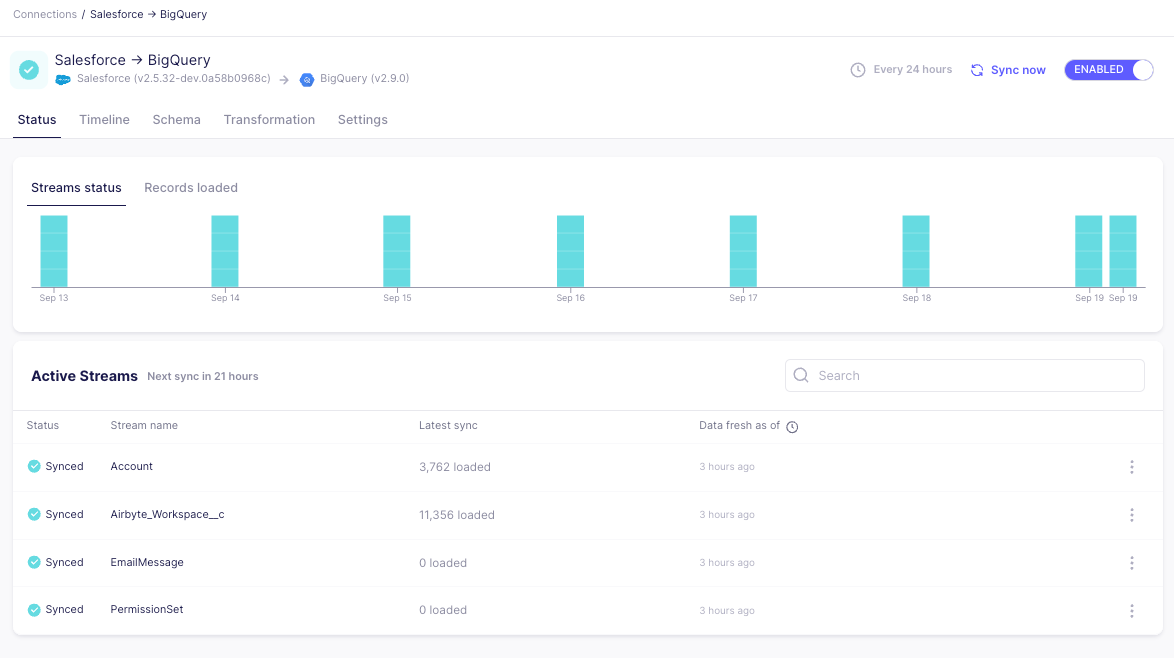 Connections / Salesforce → BigQuery
Salesforce → BigQuery
Salesforce (v2.5.32-dev.0a58b0968c) → BigQuery (v2.9.0)
Every 24 hours
Sync now
ENABLED
Status Timeline Schema Transformation Settings
Streams status Records loaded
Sep 13 Sep 14 Sep 15 Sep 16 Sep 17 Sep 18 Sep 19 Sep 19
Active Streams Next sync in 21 hours
Search
Status Stream name Latest sync Data fresh as of
Synced Account 3,762 loaded 3 hours ago
Synced Airbyte_Workspace__c 11,356 loaded 3 hours ago
Synced EmailMessage 0 loaded 3 hours ago
Synced PermissionSet 0 loaded 3 hours ago